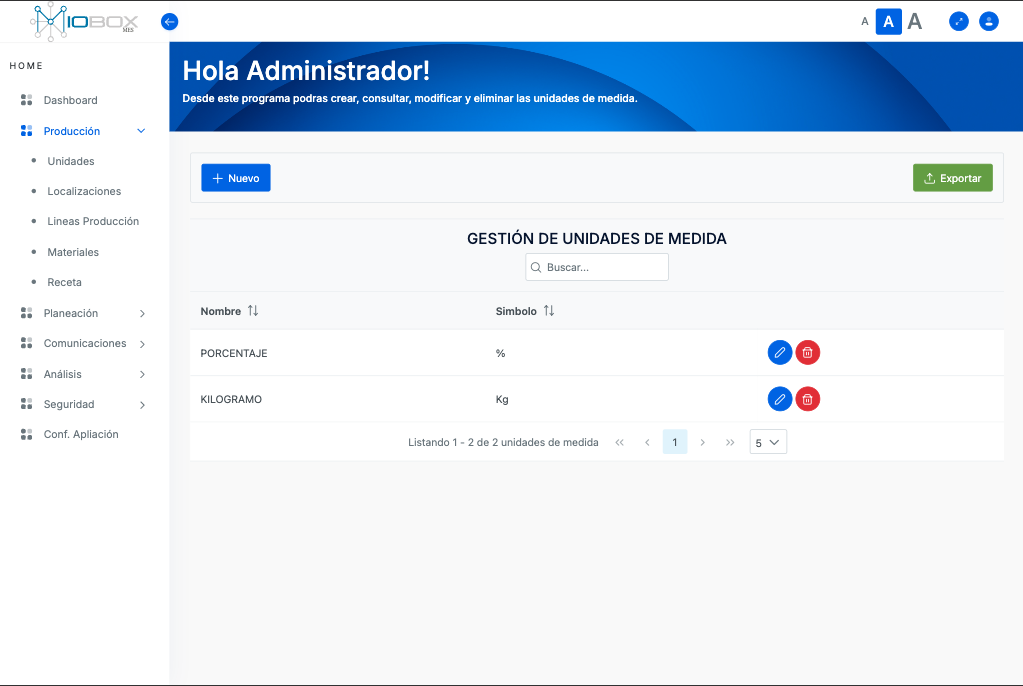 IOBOX
MES
A A A
HOME
Dashboard
Producción
Unidades
Localizaciones
Lineas Producción
Materiales
Receta
Planeación
Comunicaciones
Análisis
Seguridad
Conf. Apliación
Hola Administrador!
Desde este programa podras crear, consultar, modificar y eliminar las unidades de medida.
Nuevo
Exportar
GESTIÓN DE UNIDADES DE MEDIDA
Buscar...
Nombre Simbolo
PORCENTAJE %
KILOGRAMO Kg
Listando 1 - 2 de 2 unidades de medida « ‹ 1 › » 5